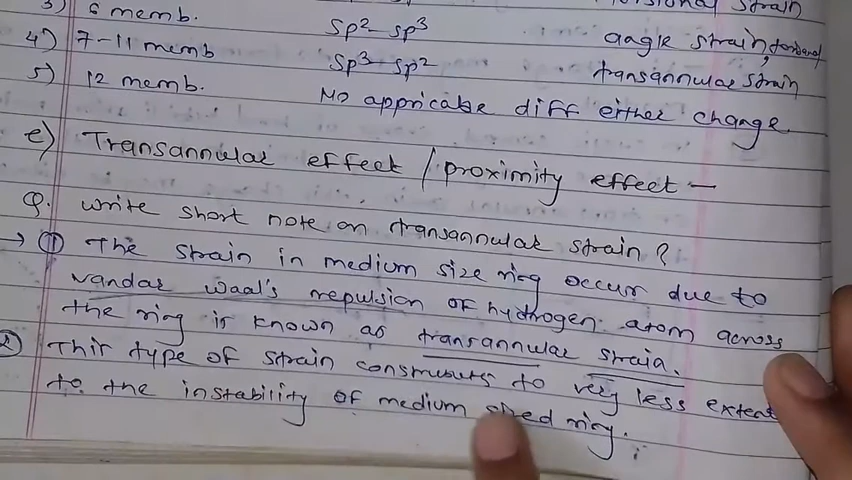 3) 6 memb. sp2 - sp3 strain
4) 7-11 memb sp3 - sp2 angle strain,
5) 12 memb. transannular strain
No appricable diff either change
e) Transannular effect / proximity effect —
Q. write short note on transannular strain?
→ ① The strain in medium size ring occur due to
vandar waal's repulsion of hydrogen atom across
the ring is known as transannular strain.
② This type of strain to very less extent
to the instability of medium sized ring.